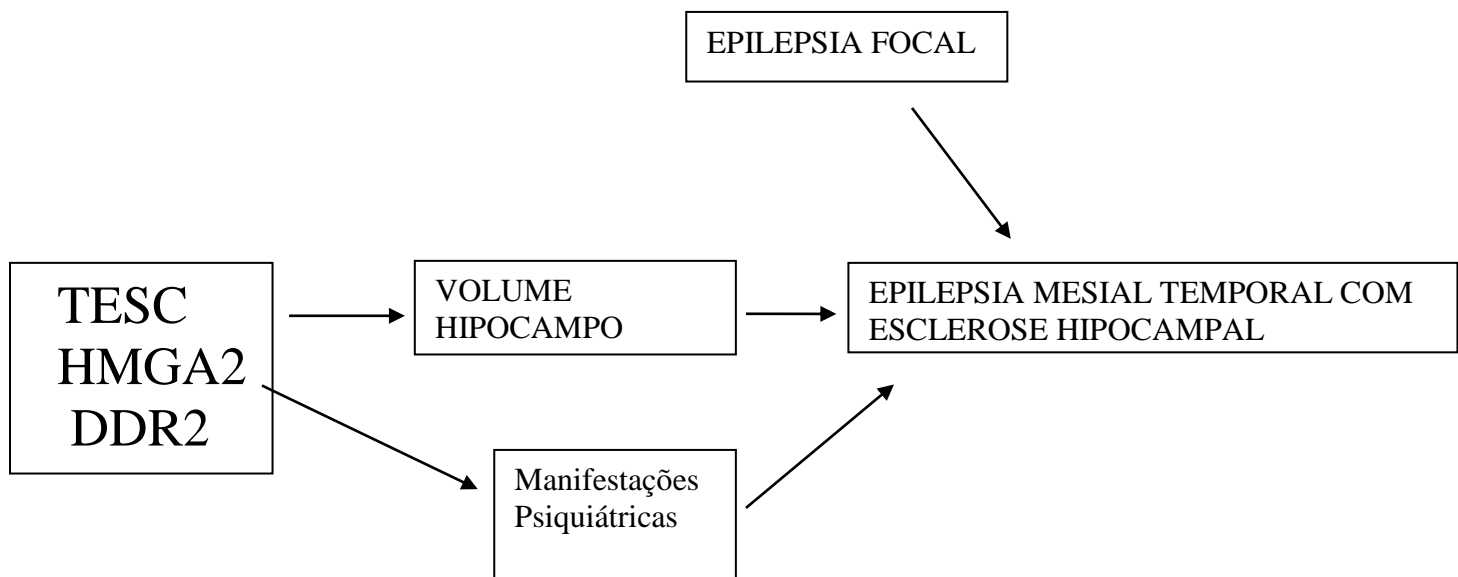 EPILEPSIA FOCAL
TESC
HMGA2
DDR2
VOLUME
HIPOCAMPO
EPILEPSIA MESIAL TEMPORAL COM
ESCLEROSE HIPOCAMPAL
Manifestações
Psiquiátricas